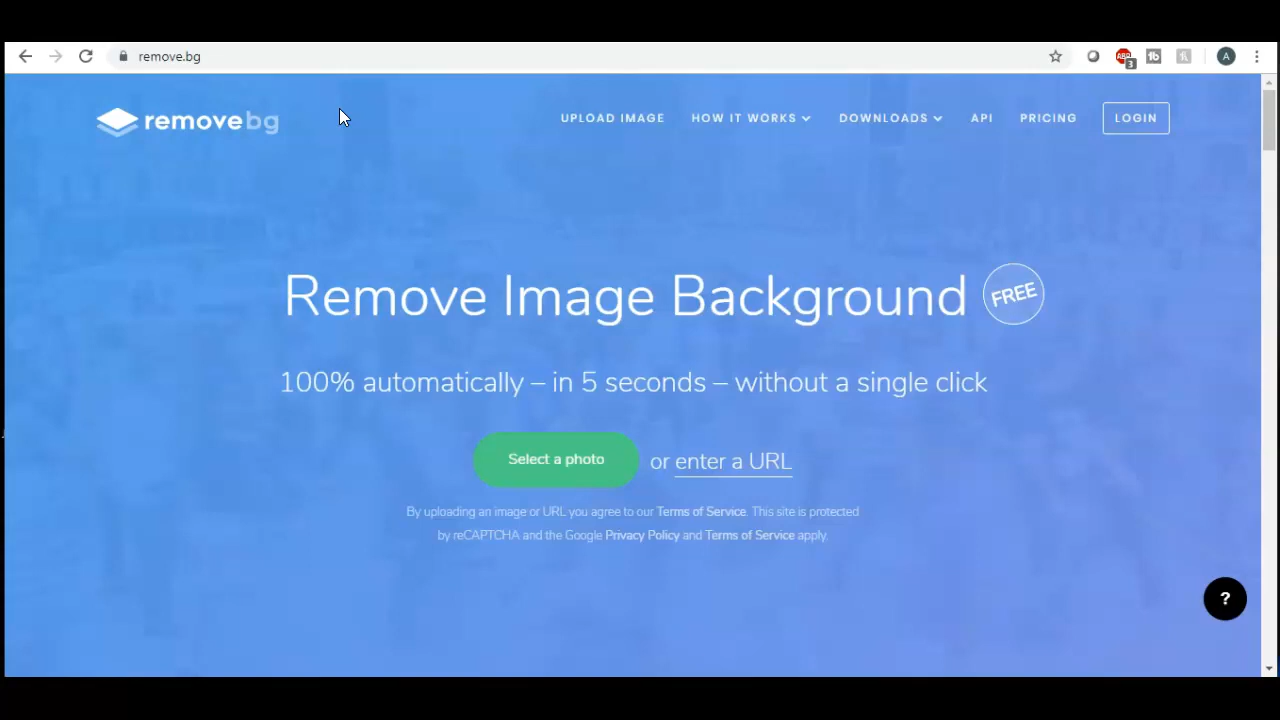 remove.bg
ABP
3
tb
A
removebg
UPLOAD IMAGE HOW IT WORKS DOWNLOADS API PRICING LOGIN
Remove Image Background FREE
100% automatically – in 5 seconds – without a single click
Select a photo or enter a URL
By uploading an image or URL you agree to our Terms of Service. This site is protected
by reCAPTCHA and the Google Privacy Policy and Terms of Service apply.
?